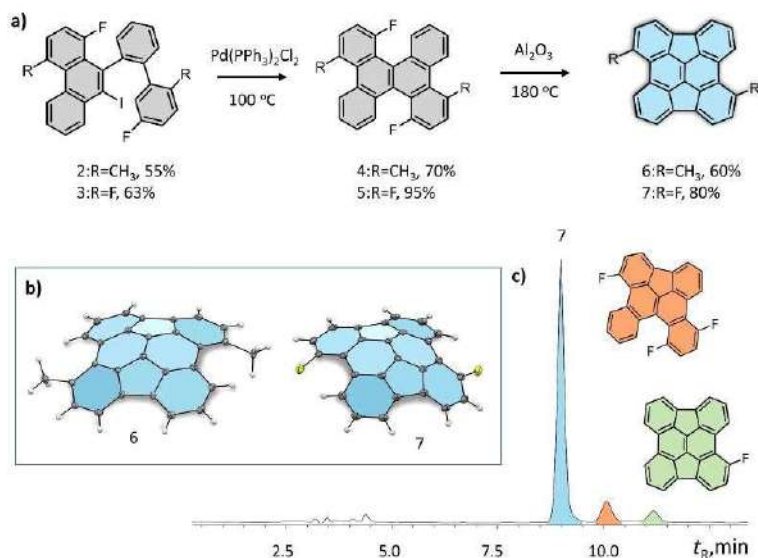 a)
F
R
I
R
F
Pd(PPh₃)₂Cl₂
100 °C
F
R
R
F
Al₂O₃
180 °C
R
R
2:R=CH₃, 55%
3:R=F, 63%
4:R=CH₃, 70%
5:R=F, 95%
6:R=CH₃, 60%
7:R=F, 80%
b)
6
7
7
c)
F
F
F
F
2.5
5.0
7.5
10.0
t_R,min